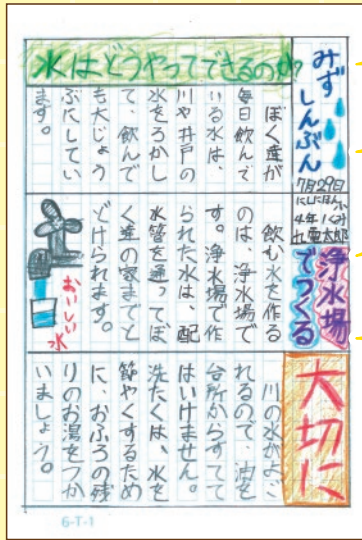 みずしんぶん
7月29日
にしにほん小
4年1くみ
九電太郎
水はどうやってできるのか
ぼく達が
毎日飲んで
いる水は、
川や井戸の
水をろかし
て、飲んで
も大じょう
ぶにしてい
ます。
浄水場
でつくる
飲む水を作る
のは、浄水場で
す。浄水場で作
られた水は、配
水管を通ってぼ
く達の家までと
どけられます。
おいしい
水
大切に
川の水がよご
れるので、油を
台所からすてて
はいけません。
洗たくは、水を
節やくするため
に、おふろの残
りのお湯をつか
いましょう。
6-T-1